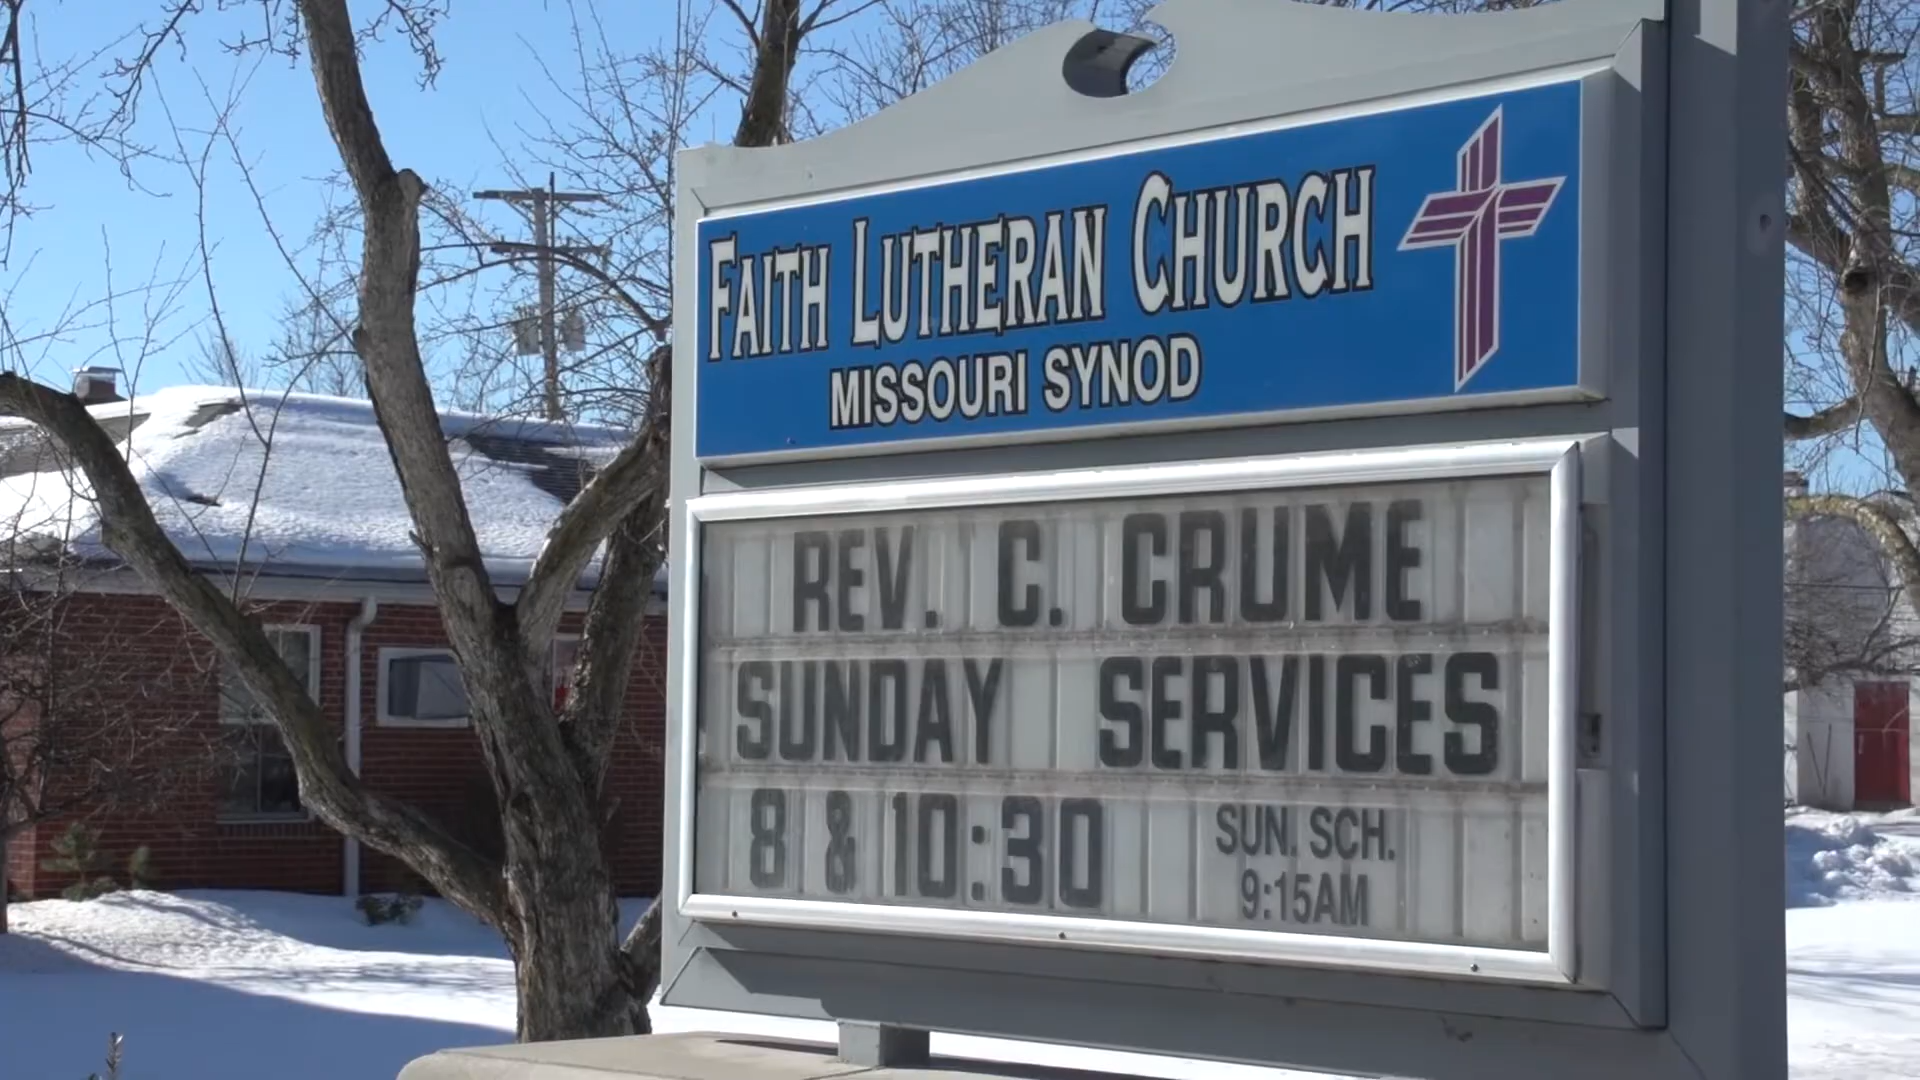 FAITH LUTHERAN CHURCH
MISSOURI SYNOD
REV. C. CRUME
SUNDAY SERVICES
8 & 10:30
SUN. SCH.
9:15AM